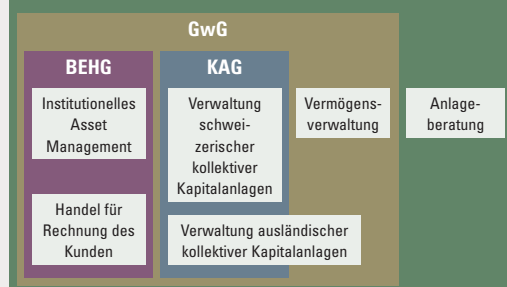 GwG
BEHG
KAG
Institutionelles
Asset
Management
Verwaltung
schwei-
zerischer
kollektiver
Kapitalanlagen
Vermögens-
verwaltung
Anlage-
beratung
Handel für
Rechnung des
Kunden
Verwaltung ausländischer
kollektiver Kapitalanlagen